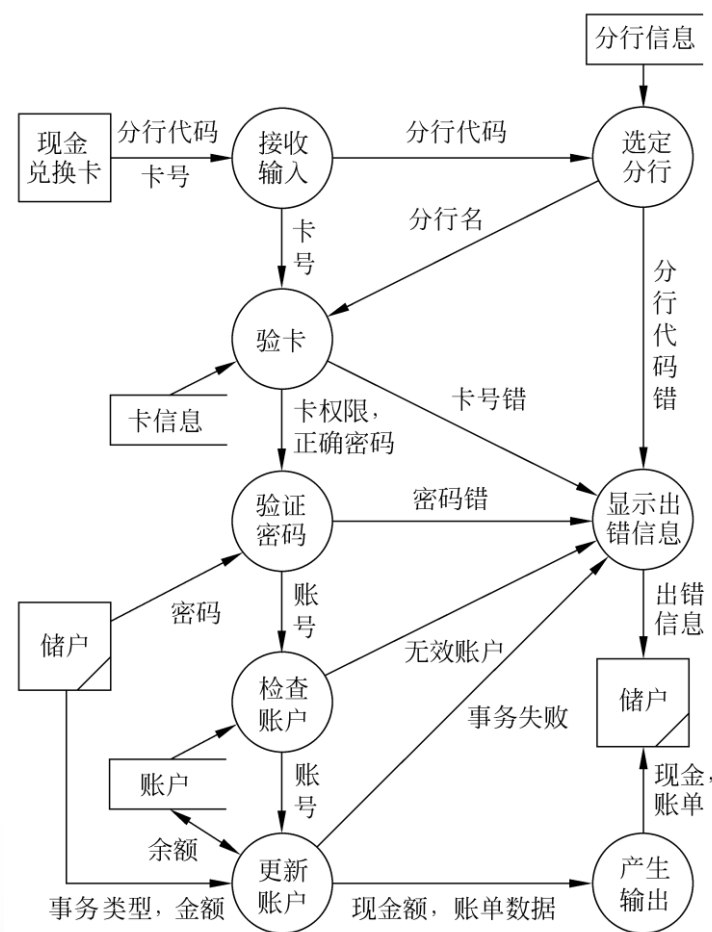 分行信息
现金
兑换卡
分行代码
卡号
接收
输入
分行代码
选定
分行
卡
号
分行名
分
行
代
码
错
验卡
卡信息
卡权限，
正确密码
卡号错
验证
密码
密码错
显示出
错信息
储户
密码
账
号
无效账户
出错
信息
检查
账户
事务失败
储户
账户
账
号
现金，
账单
余额
更新
账户
产生
输出
事务类型，金额
现金额，账单数据